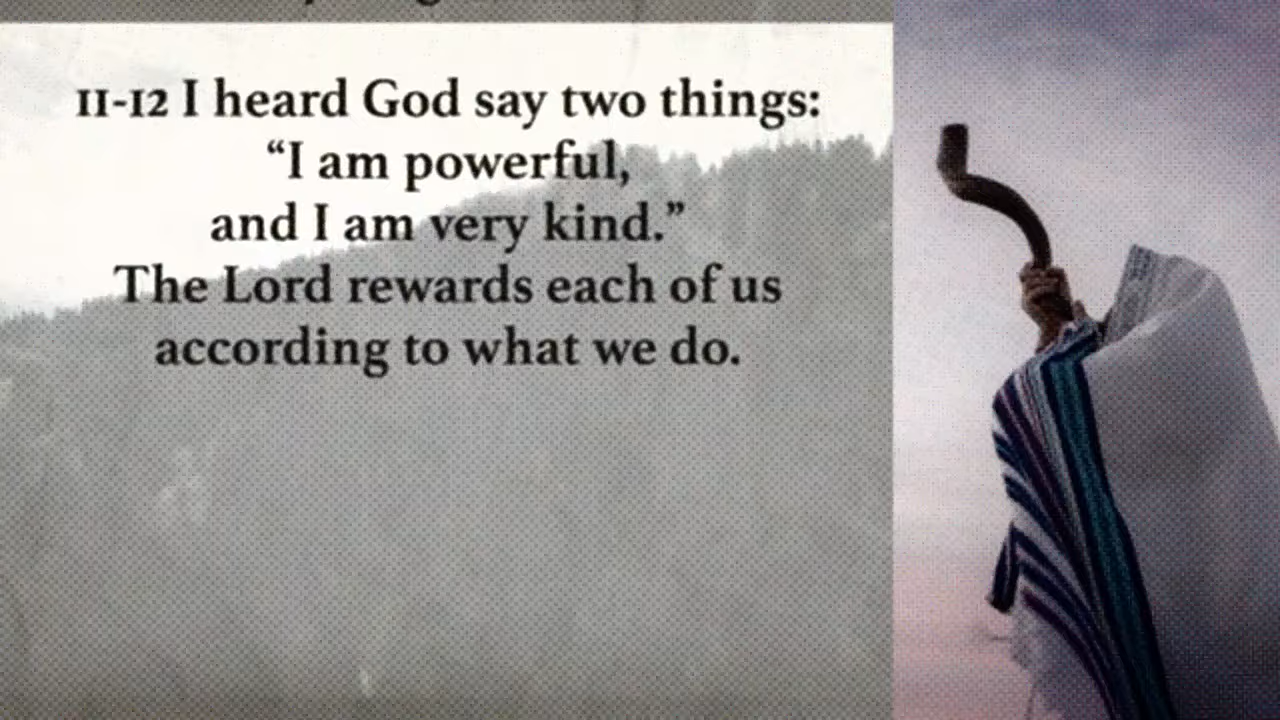 11-12 I heard God say two things:
“I am powerful,
and I am very kind.”
The Lord rewards each of us
according to what we do.